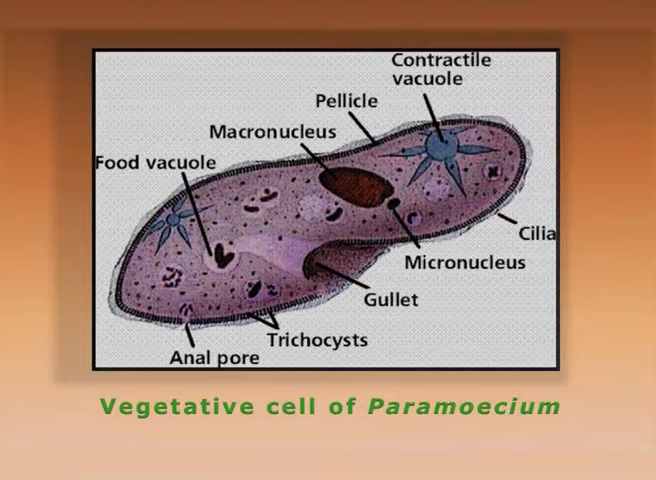 Contractile
vacuole
Pellicle
Macronucleus
Food vacuole
Cilia
Micronucleus
Gullet
Trichocysts
Anal pore
Vegetative cell of Paramoecium